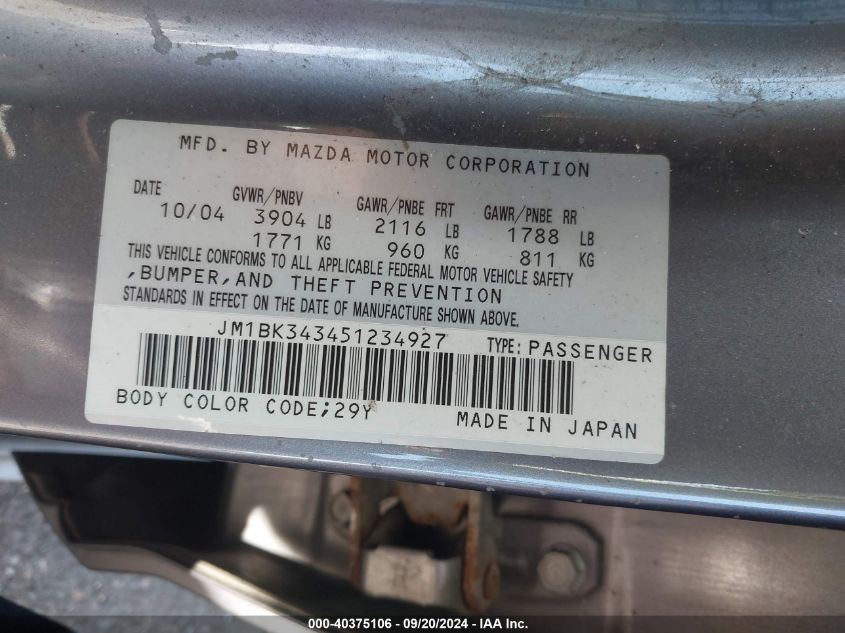 MFD. BY MAZDA MOTOR CORPORATION
DATE GVWR/PNBV GAWR/PNBE FRT GAWR/PNBE RR
10/04 3904 LB 2116 LB 1788 LB
1771 KG 960 KG 811 KG
THIS VEHICLE CONFORMS TO ALL APPLICABLE FEDERAL MOTOR VEHICLE SAFETY
,BUMPER,AND THEFT PREVENTION
STANDARDS IN EFFECT ON THE DATE OF MANUFACTURE SHOWN ABOVE.
JM1BK343451234927 TYPE: PASSENGER
BODY COLOR CODE;29Y MADE IN JAPAN
000-40375106 - 09/20/2024 - IAA Inc.